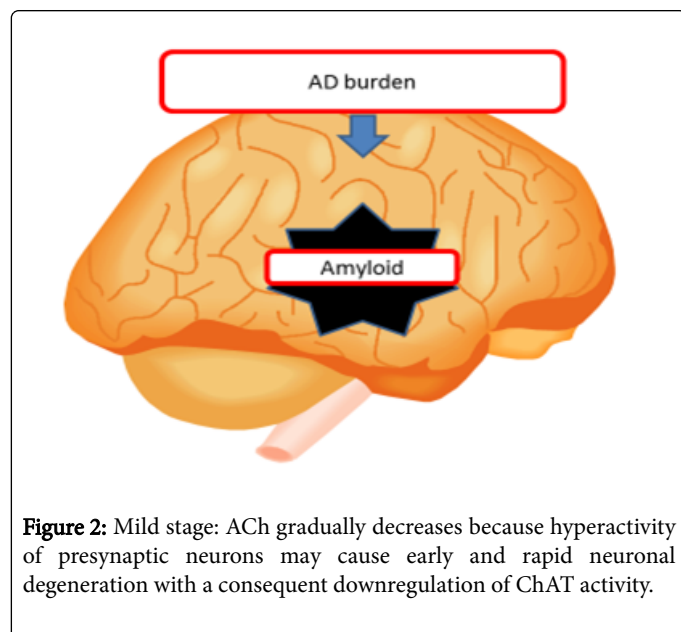 AD burden
Amyloid
Figure 2: Mild stage: ACh gradually decreases because hyperactivity
of presynaptic neurons may cause early and rapid neuronal
degeneration with a consequent downregulation of ChAT activity.